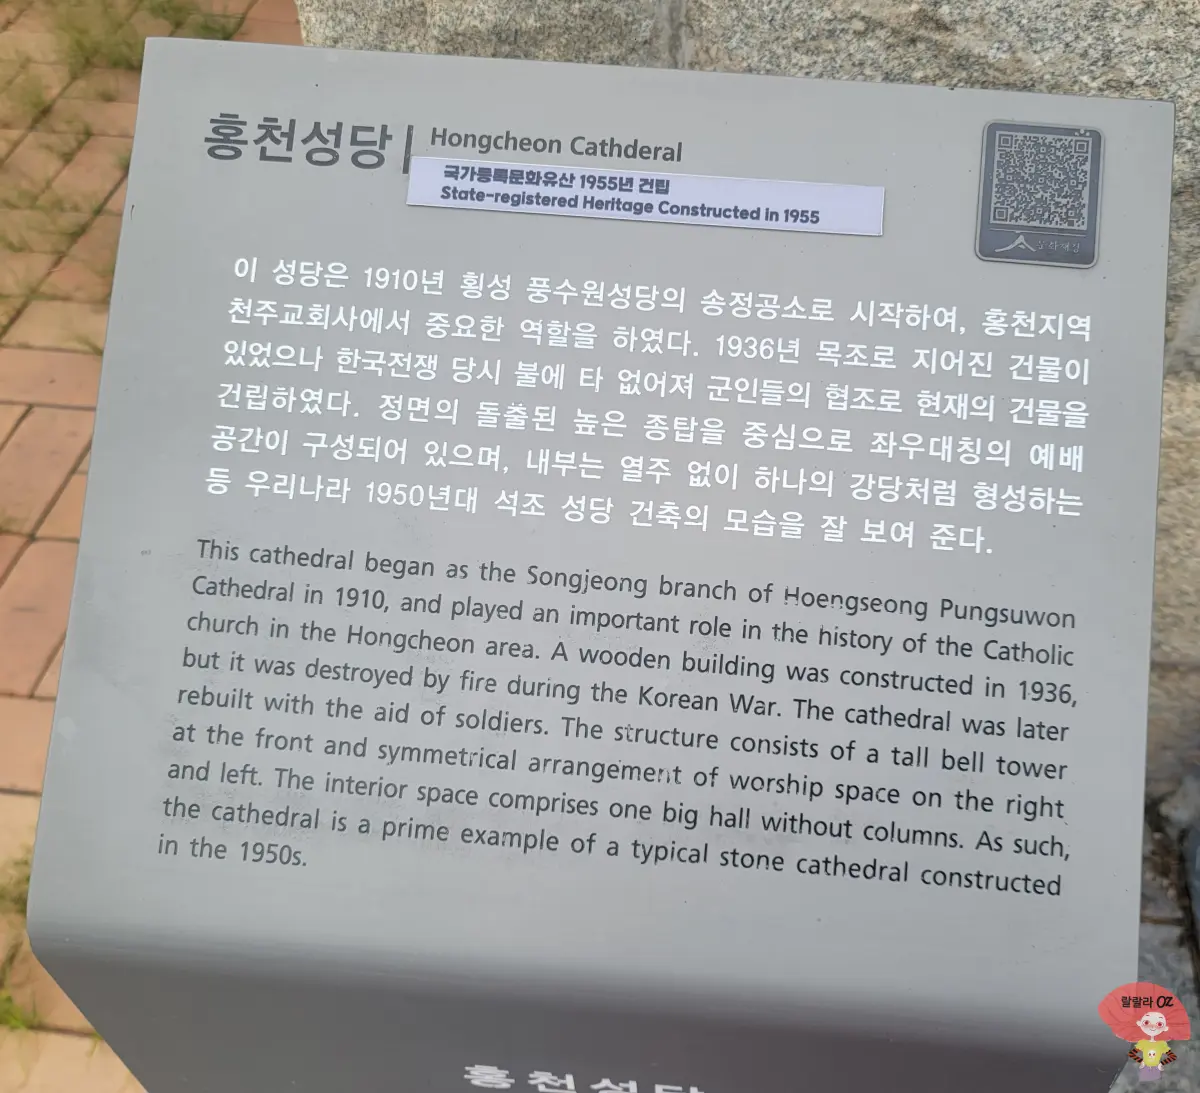 홍천성당 | Hongcheon Cathderal
국가등록문화유산 1955년 건립
State-registered Heritage Constructed in 1955
문화재청
이 성당은 1910년 횡성 풍수원성당의 송정공소로 시작하여, 홍천지역
천주교회사에서 중요한 역할을 하였다. 1936년 목조로 지어진 건물이
있었으나 한국전쟁 당시 불에 타 없어져 군인들의 협조로 현재의 건물을
건립하였다. 정면의 돌출된 높은 종탑을 중심으로 좌우대칭의 예배
공간이 구성되어 있으며, 내부는 열주 없이 하나의 강당처럼 형성하는
등 우리나라 1950년대 석조 성당 건축의 모습을 잘 보여 준다.
This cathedral began as the Songjeong branch of Hoengseong Pungsuwon
Cathedral in 1910, and played an important role in the history of the Catholic
church in the Hongcheon area. A wooden building was constructed in 1936,
but it was destroyed by fire during the Korean War. The cathedral was later
rebuilt with the aid of soldiers. The structure consists of a tall bell tower
at the front and symmetrical arrangement of worship space on the right
and left. The interior space comprises one big hall without columns. As such,
the cathedral is a prime example of a typical stone cathedral constructed
in the 1950s.
홍천성당
랄랄라 OZ